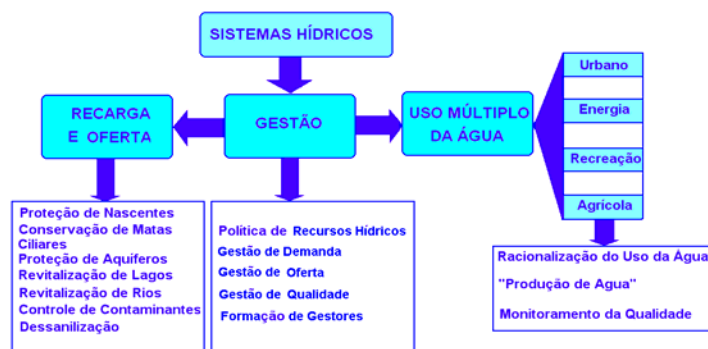 SISTEMAS HÍDRICOS
RECARGA
E OFERTA
GESTÃO
USO MÚLTIPLO
DA ÁGUA
Urbano
Energia
Recreação
Agrícola
Proteção de Nascentes
Conservação de Matas
Ciliares
Proteção de Aquíferos
Revitalização de Lagos
Revitalização de Rios
Controle de Contaminantes
Dessanilização
Política de Recursos Hídricos
Gestão de Demanda
Gestão de Oferta
Gestão de Qualidade
Formação de Gestores
Racionalização do Uso da Água
"Produção de Agua"
Monitoramento da Qualidade